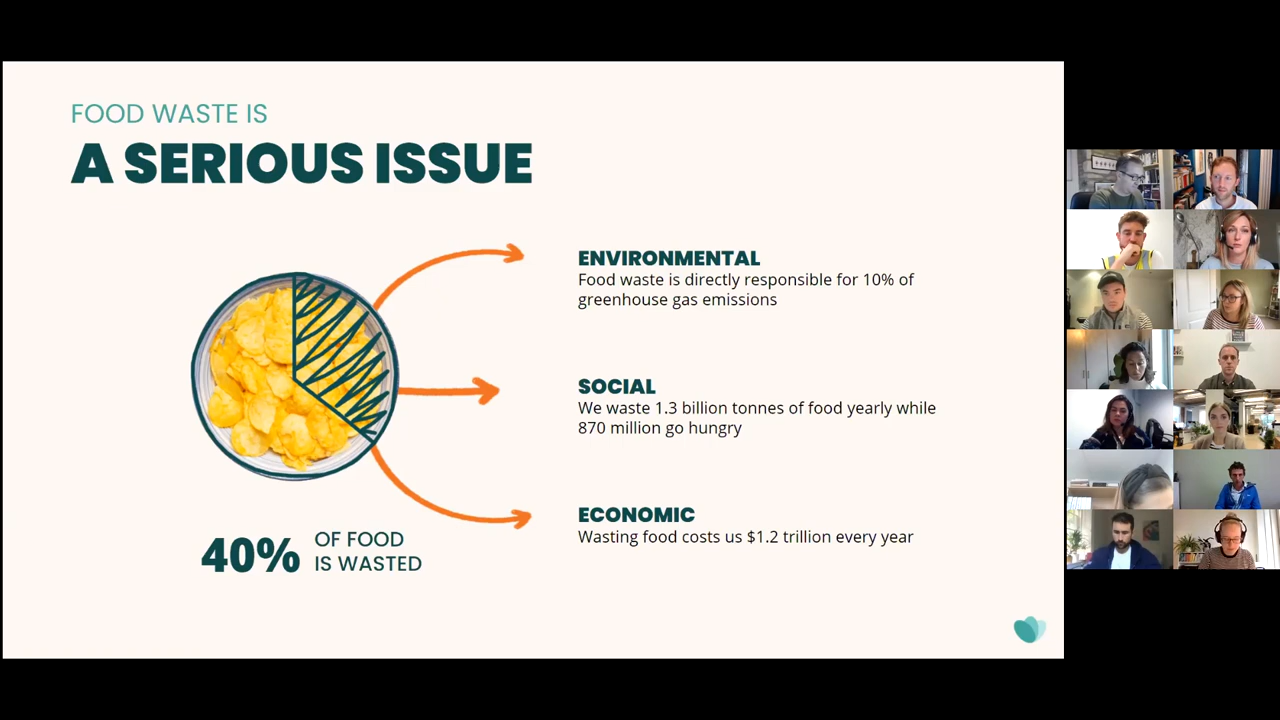 FOOD WASTE IS
A SERIOUS ISSUE
ENVIRONMENTAL
Food waste is directly responsible for 10% of
greenhouse gas emissions
SOCIAL
We waste 1.3 billion tonnes of food yearly while
870 million go hungry
ECONOMIC
Wasting food costs us $1.2 trillion every year
40%
OF FOOD
IS WASTED